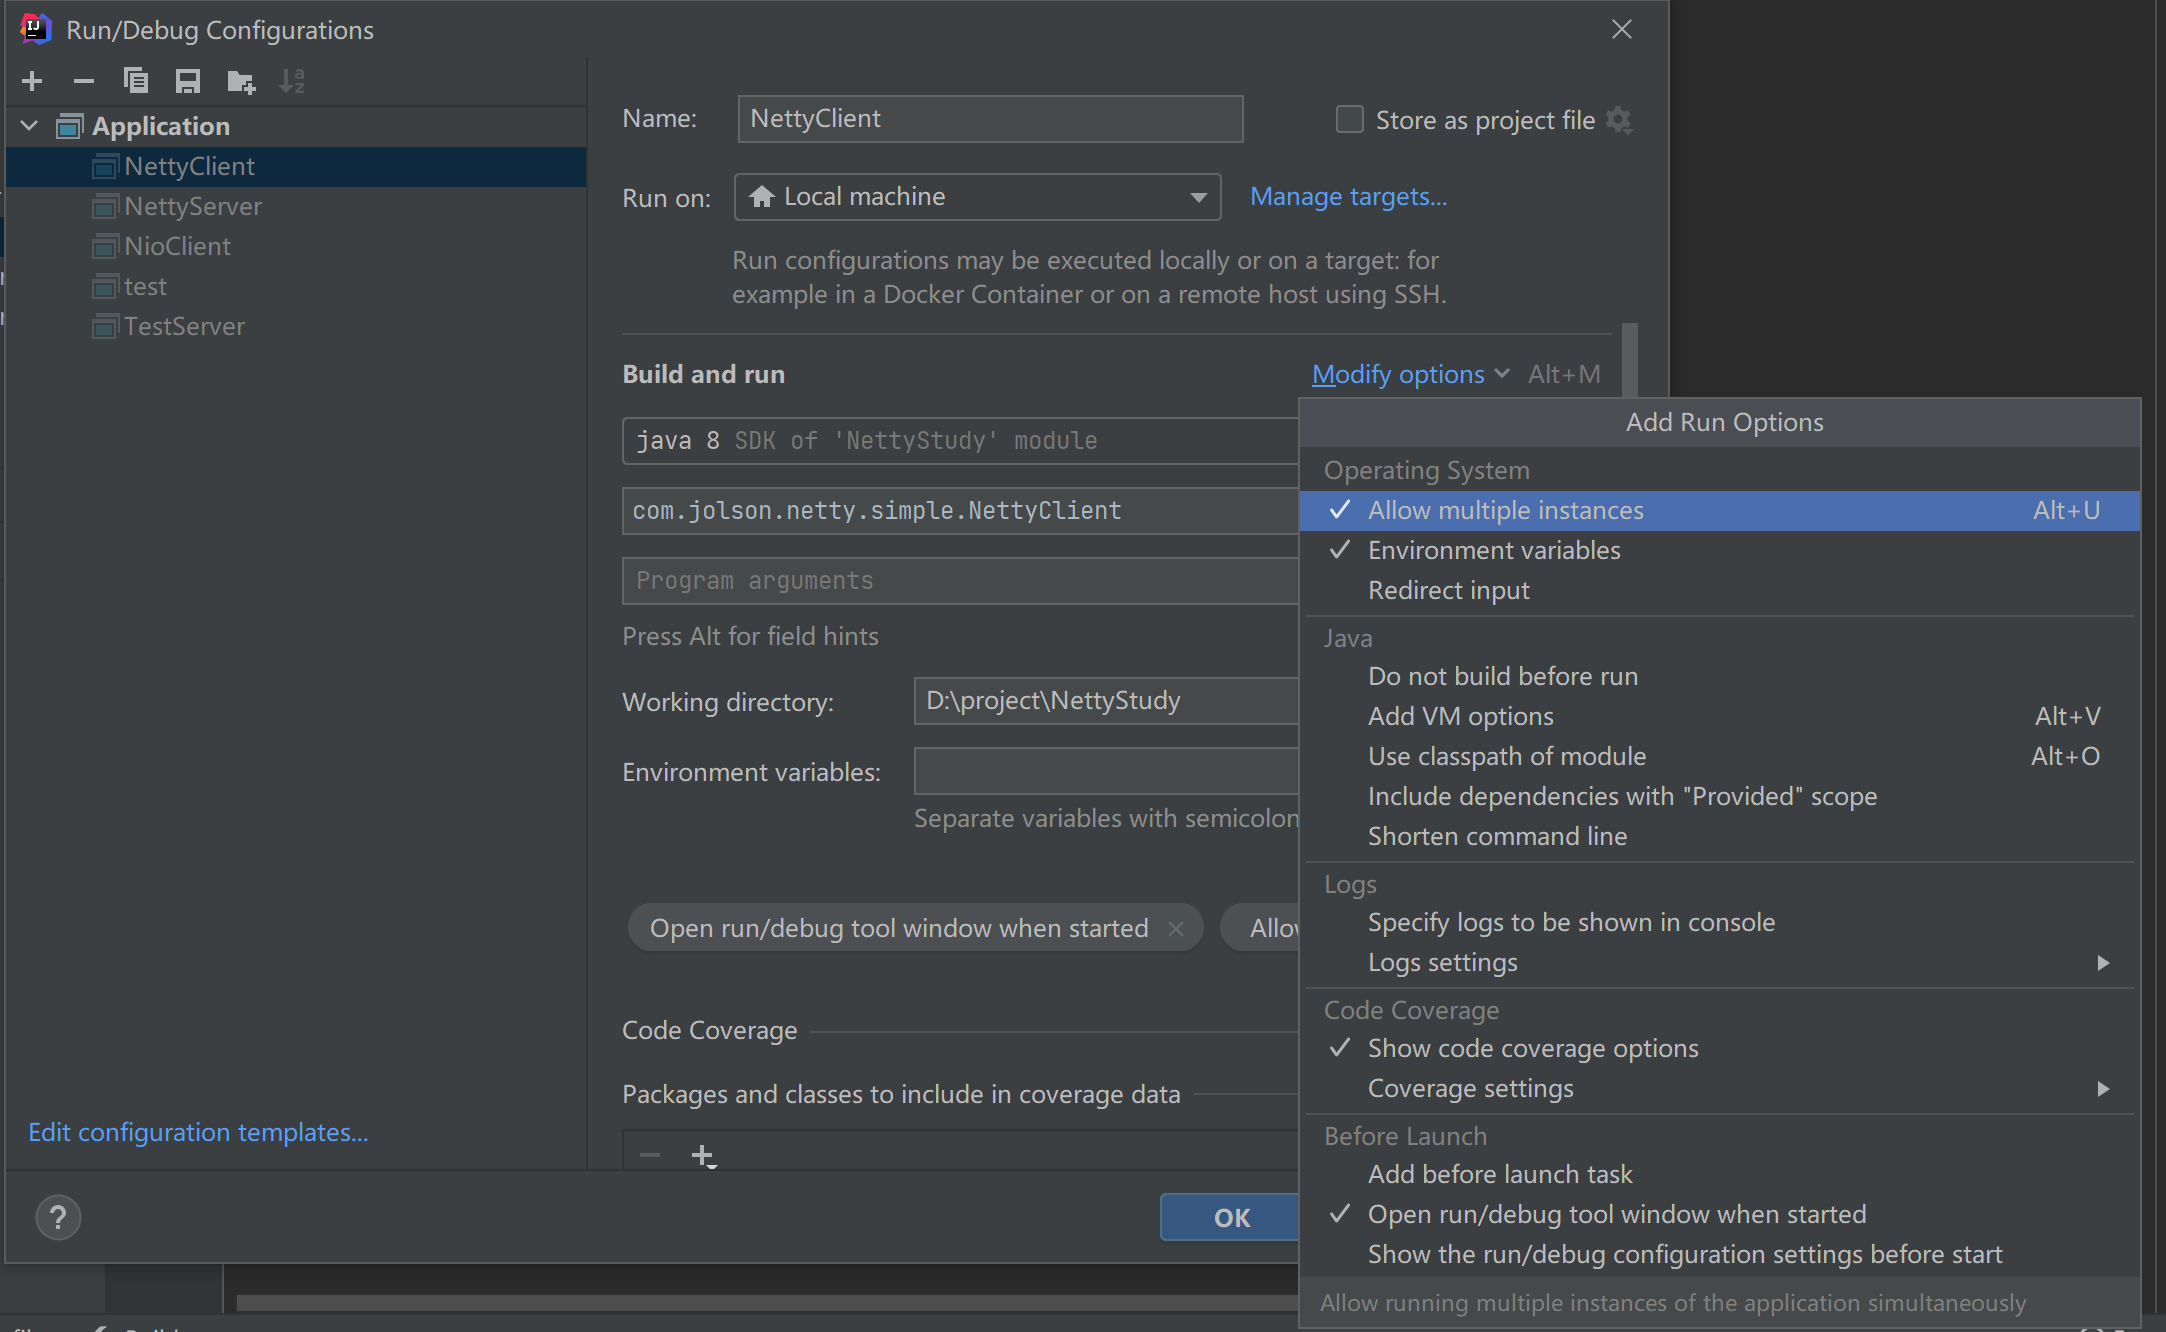 Run/Debug Configurations
Application
NettyClient
NettyServer
NioClient
test
TestServer
Edit configuration templates...
Name:
NettyClient
Store as project file
Run on:
Local machine
Manage targets...
Run configurations may be executed locally or on a target: for
example in a Docker Container or on a remote host using SSH.
Build and run
Modify options
Alt+M
java 8 SDK of 'NettyStudy' module
com.jolson.netty.simple.NettyClient
Program arguments
Press Alt for field hints
Working directory:
D:\project\NettyStudy
Environment variables:
Separate variables with semicolon
Open run/debug tool window when started
Code Coverage
Packages and classes to include in coverage data
OK
Add Run Options
Operating System
Allow multiple instances Alt+U
Environment variables
Redirect input
Java
Do not build before run
Add VM options Alt+V
Use classpath of module Alt+O
Include dependencies with "Provided" scope
Shorten command line
Logs
Specify logs to be shown in console
Logs settings
Code Coverage
Show code coverage options
Coverage settings
Before Launch
Add before launch task
Open run/debug tool window when started
Show the run/debug configuration settings before start
Allow running multiple instances of the application simultaneously